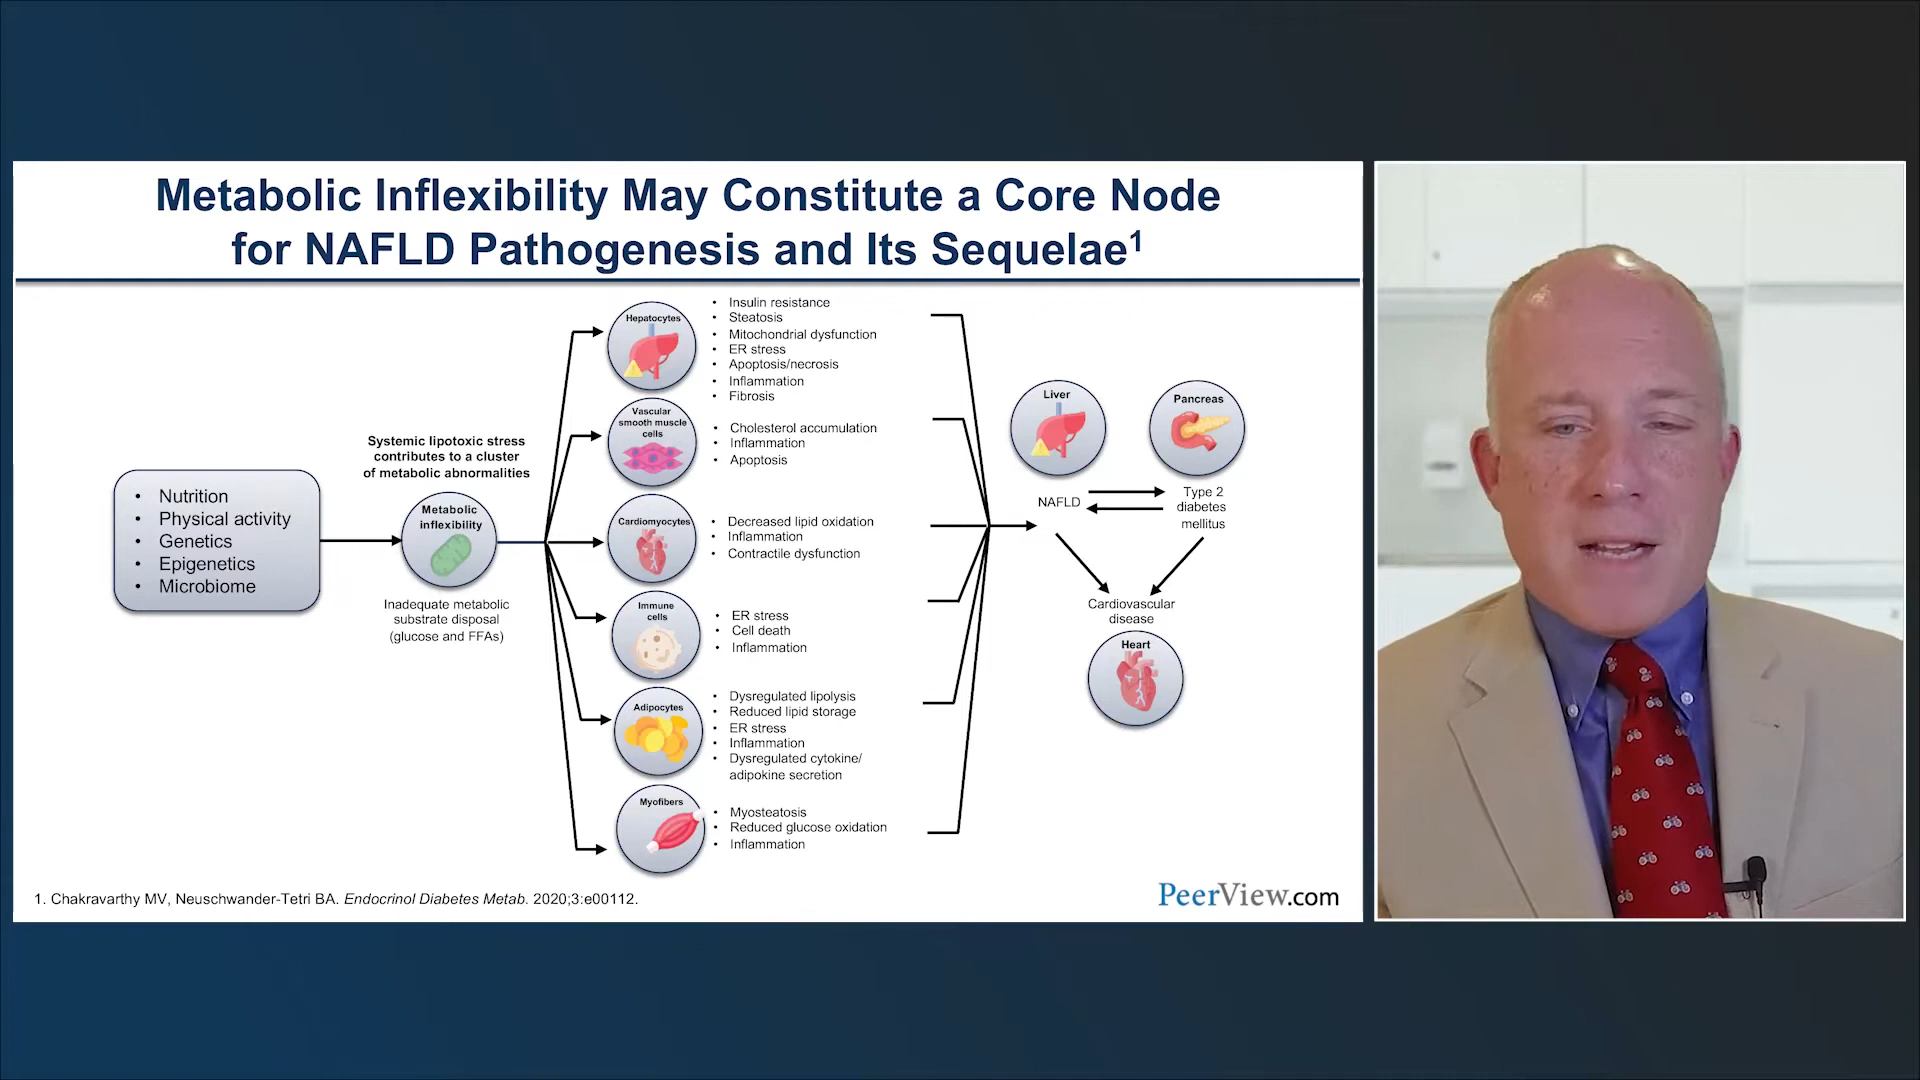 Metabolic Inflexibility May Constitute a Core Node
for NAFLD Pathogenesis and Its Sequelae¹
• Nutrition
• Physical activity
• Genetics
• Epigenetics
• Microbiome
Systemic lipotoxic stress
contributes to a cluster
of metabolic abnormalities
Metabolic
inflexibility
Inadequate metabolic
substrate disposal
(glucose and FFAs)
Hepatocytes
• Insulin resistance
• Steatosis
• Mitochondrial dysfunction
• ER stress
• Apoptosis/necrosis
• Inflammation
• Fibrosis
Vascular
smooth muscle
cells
• Cholesterol accumulation
• Inflammation
• Apoptosis
Cardiomyocytes
• Decreased lipid oxidation
• Inflammation
• Contractile dysfunction
Immune
cells
• ER stress
• Cell death
• Inflammation
Adipocytes
• Dysregulated lipolysis
• Reduced lipid storage
• ER stress
• Inflammation
• Dysregulated cytokine/
adipokine secretion
Myofibers
• Myosteatosis
• Reduced glucose oxidation
• Inflammation
Liver
Pancreas
NAFLD
Type 2
diabetes
mellitus
Cardiovascular
disease
Heart
1. Chakravarthy MV, Neuschwander-Tetri BA. Endocrinol Diabetes Metab. 2020;3:e00112.
PeerView.com